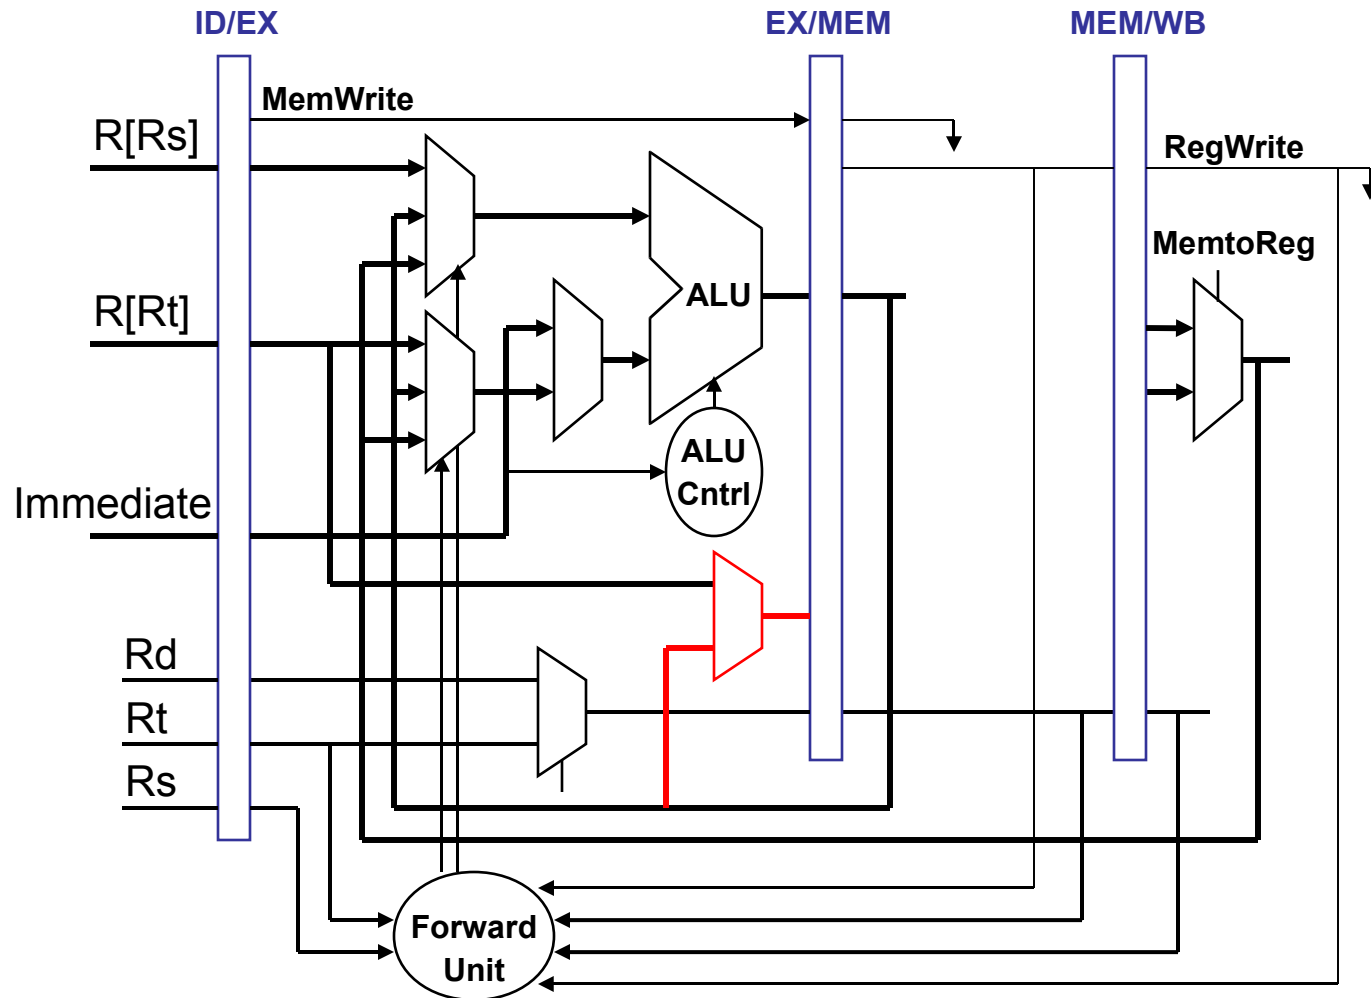 ID/EX
EX/MEM
MEM/WB
MemWrite
R[Rs]
RegWrite
MemtoReg
R[Rt]
ALU
ALU
Cntrl
Immediate
Rd
Rt
Rs
Forward
Unit